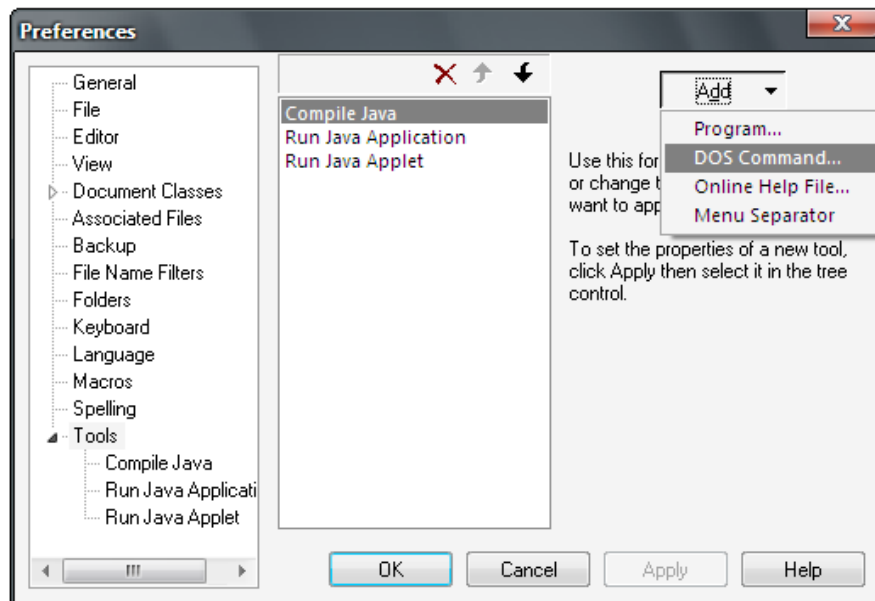 Preferences
General
File
Editor
View
Document Classes
Associated Files
Backup
File Name Filters
Folders
Keyboard
Language
Macros
Spelling
Tools
Compile Java
Run Java Applicati
Run Java Applet
Compile Java
Run Java Application
Run Java Applet
Add
Program...
DOS Command...
Online Help File...
Menu Separator
Use this for
or change t
want to app
To set the properties of a new tool,
click Apply then select it in the tree
control.
OK
Cancel
Apply
Help